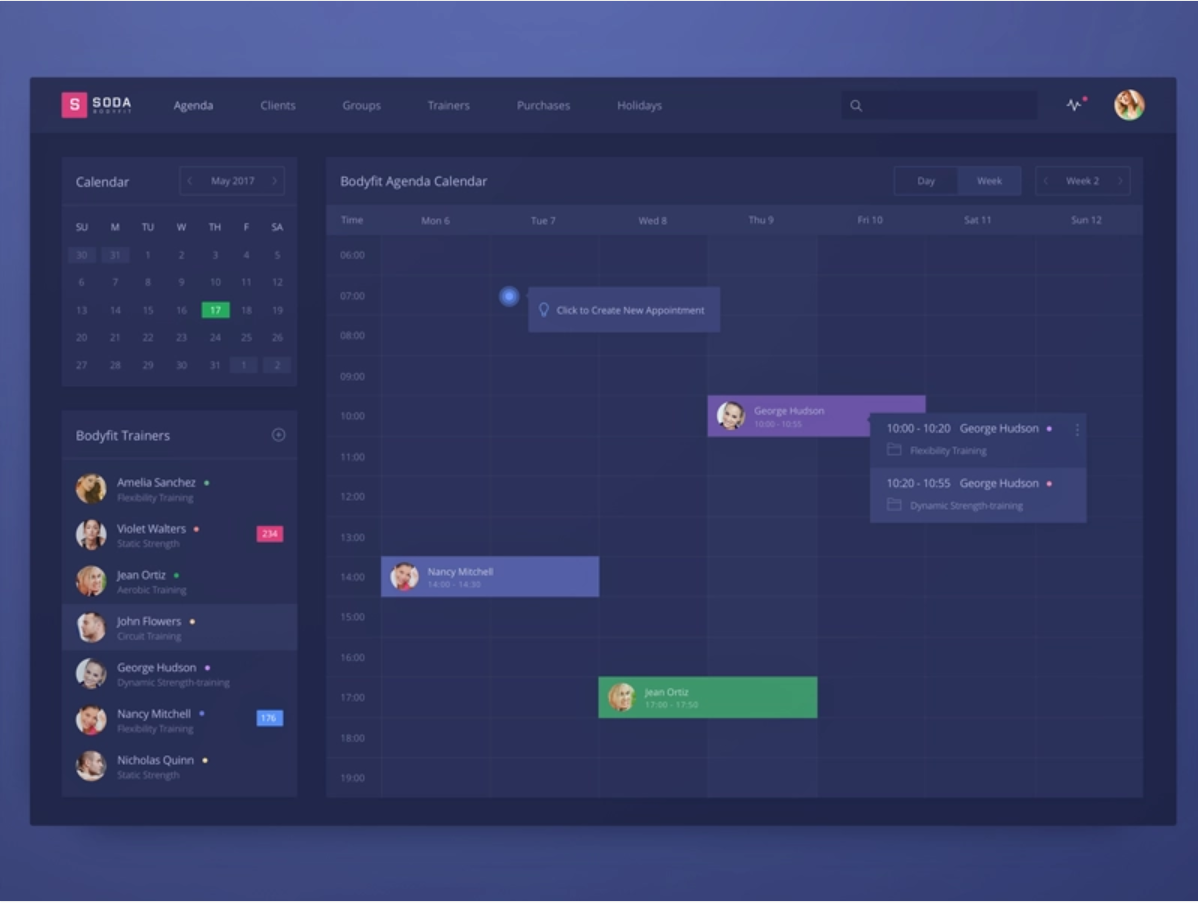 S SODA
BODYFIT
Agenda Clients Groups Trainers Purchases Holidays
Calendar May 2017
SU M TU W TH F SA
30 31 1 2 3 4 5
6 7 8 9 10 11 12
13 14 15 16 17 18 19
20 21 22 23 24 25 26
27 28 29 30 31 1 2
Bodyfit Trainers
Amelia Sanchez
Flexibility Training
Violet Walters
Static Strength
234
Jean Ortiz
Aerobic Training
John Flowers
Circuit Training
George Hudson
Dynamic Strength-training
Nancy Mitchell
Flexibility Training
176
Nicholas Quinn
Static Strength
Bodyfit Agenda Calendar Day Week Week 2
Time Mon 6 Tue 7 Wed 8 Thu 9 Fri 10 Sat 11 Sun 12
06:00
07:00
Click to Create New Appointment
08:00
09:00
10:00
George Hudson
10:00 - 10:55
10:00 - 10:20 George Hudson
Flexibility Training
10:20 - 10:55 George Hudson
Dynamic Strength-training
11:00
12:00
13:00
14:00
Nancy Mitchell
14:00 - 14:30
15:00
16:00
17:00
Jean Ortiz
17:00 - 17:50
18:00
19:00